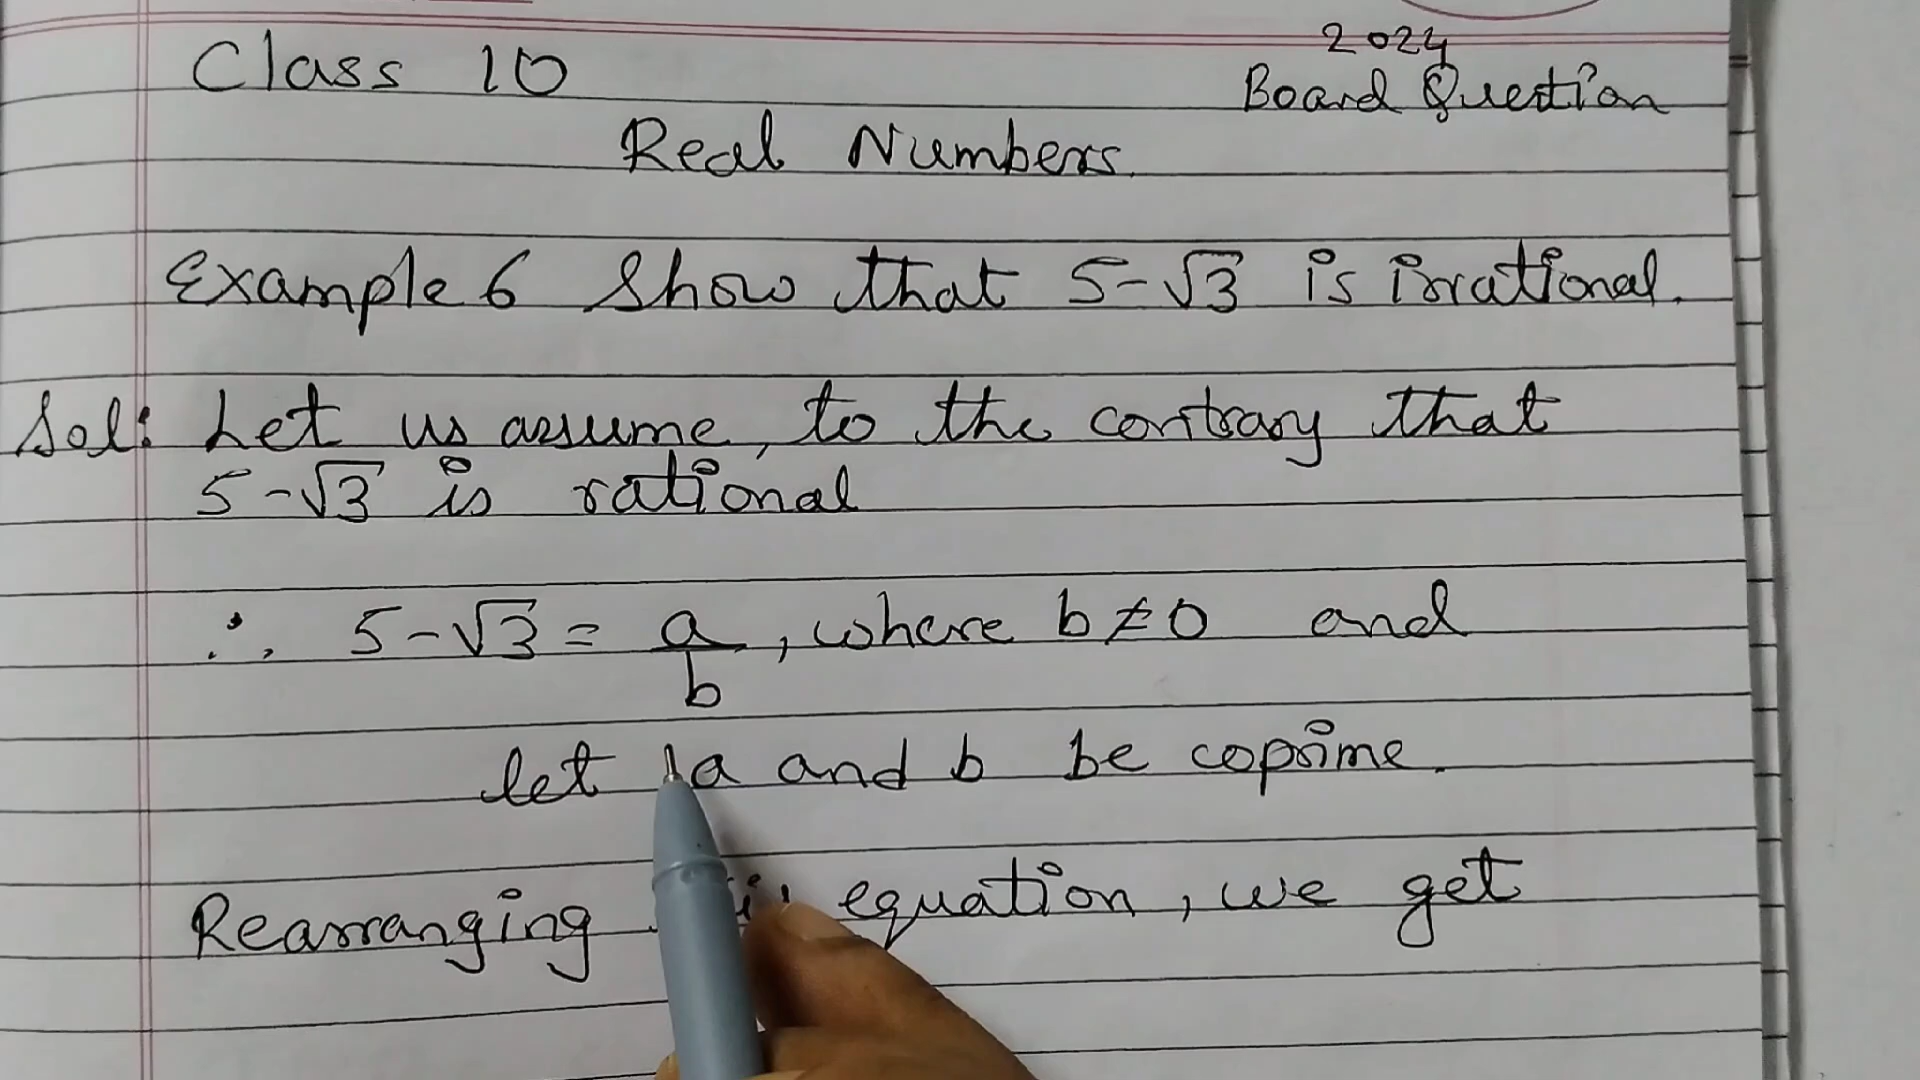 Class 10
2024
Board Question
Real Numbers.
Example 6 Show that 5-√3 is irrational.
Sol: Let us assume, to the contrary that
5-√3 is rational
∴ 5-√3 = a/b, where b≠0 and
let a and b be coprime.
Rearranging equation, we get